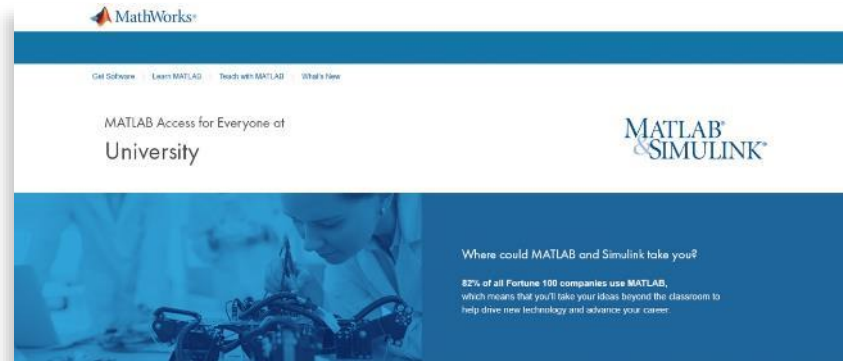 MathWorks®
Get Software Learn MATLAB Teach with MATLAB What's New
MATLAB Access for Everyone at
University
MATLAB®
&SIMULINK®
Where could MATLAB and Simulink take you?
82% of all Fortune 100 companies use MATLAB,
which means that you'll take your ideas beyond the classroom to
help drive new technology and advance your career.